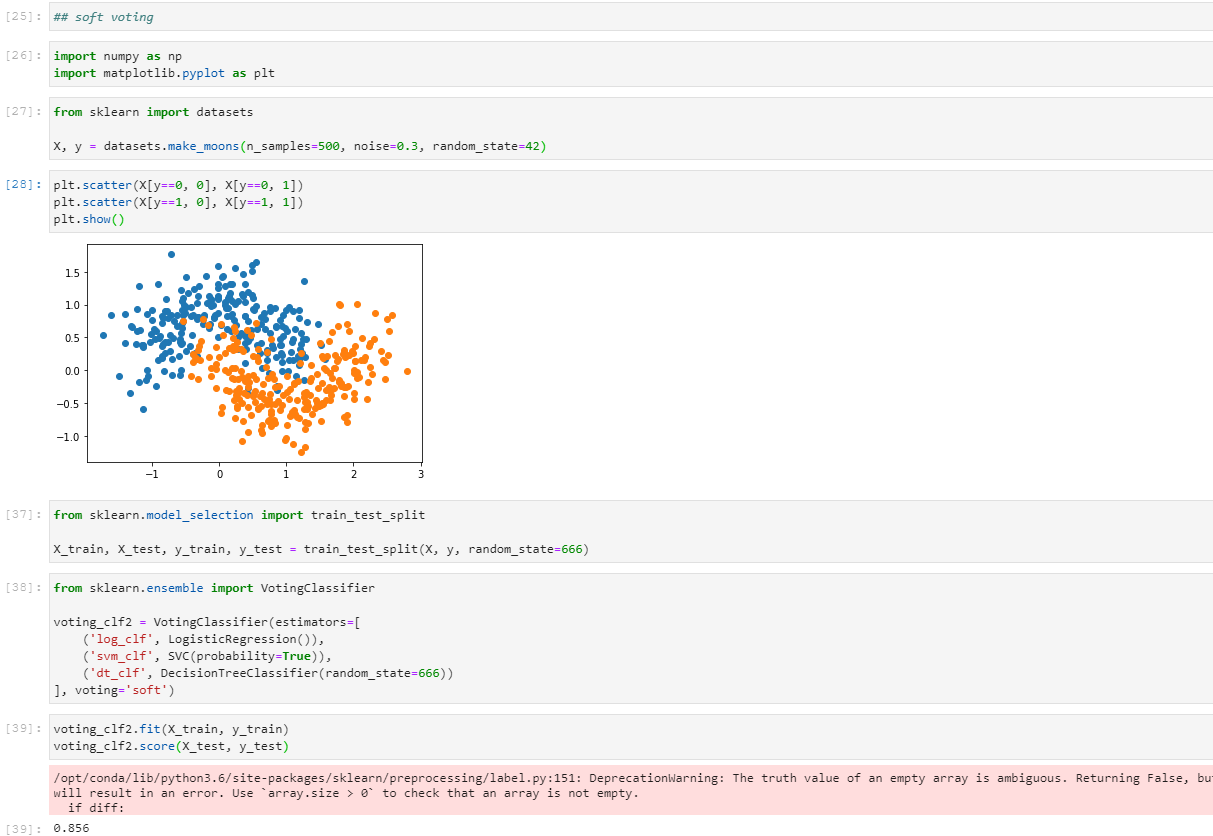 [25]: ## soft voting
[26]: import numpy as np
import matplotlib.pyplot as plt
[27]: from sklearn import datasets
X, y = datasets.make_moons(n_samples=500, noise=0.3, random_state=42)
[28]: plt.scatter(X[y==0, 0], X[y==0, 1])
plt.scatter(X[y==1, 0], X[y==1, 1])
plt.show()
1.5
1.0
0.5
0.0
−0.5
−1.0
−1 0 1 2 3
[37]: from sklearn.model_selection import train_test_split
X_train, X_test, y_train, y_test = train_test_split(X, y, random_state=666)
[38]: from sklearn.ensemble import VotingClassifier
voting_clf2 = VotingClassifier(estimators=[
('log_clf', LogisticRegression()),
('svm_clf', SVC(probability=True)),
('dt_clf', DecisionTreeClassifier(random_state=666))
], voting='soft')
[39]: voting_clf2.fit(X_train, y_train)
voting_clf2.score(X_test, y_test)
/opt/conda/lib/python3.6/site-packages/sklearn/preprocessing/label.py:151: DeprecationWarning: The truth value of an empty array is ambiguous. Returning False, bu
will result in an error. Use `array.size > 0` to check that an array is not empty.
if diff:
[39]: 0.856